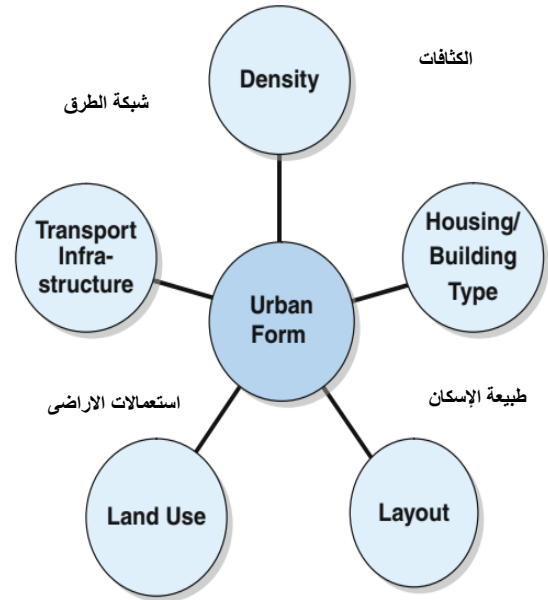 الكثافات
Density
شبكة الطرق
Housing/
Building
Type
Transport
Infra-
structure
Urban
Form
استعمالات الاراضى
طبيعة الإسكان
Land Use
Layout